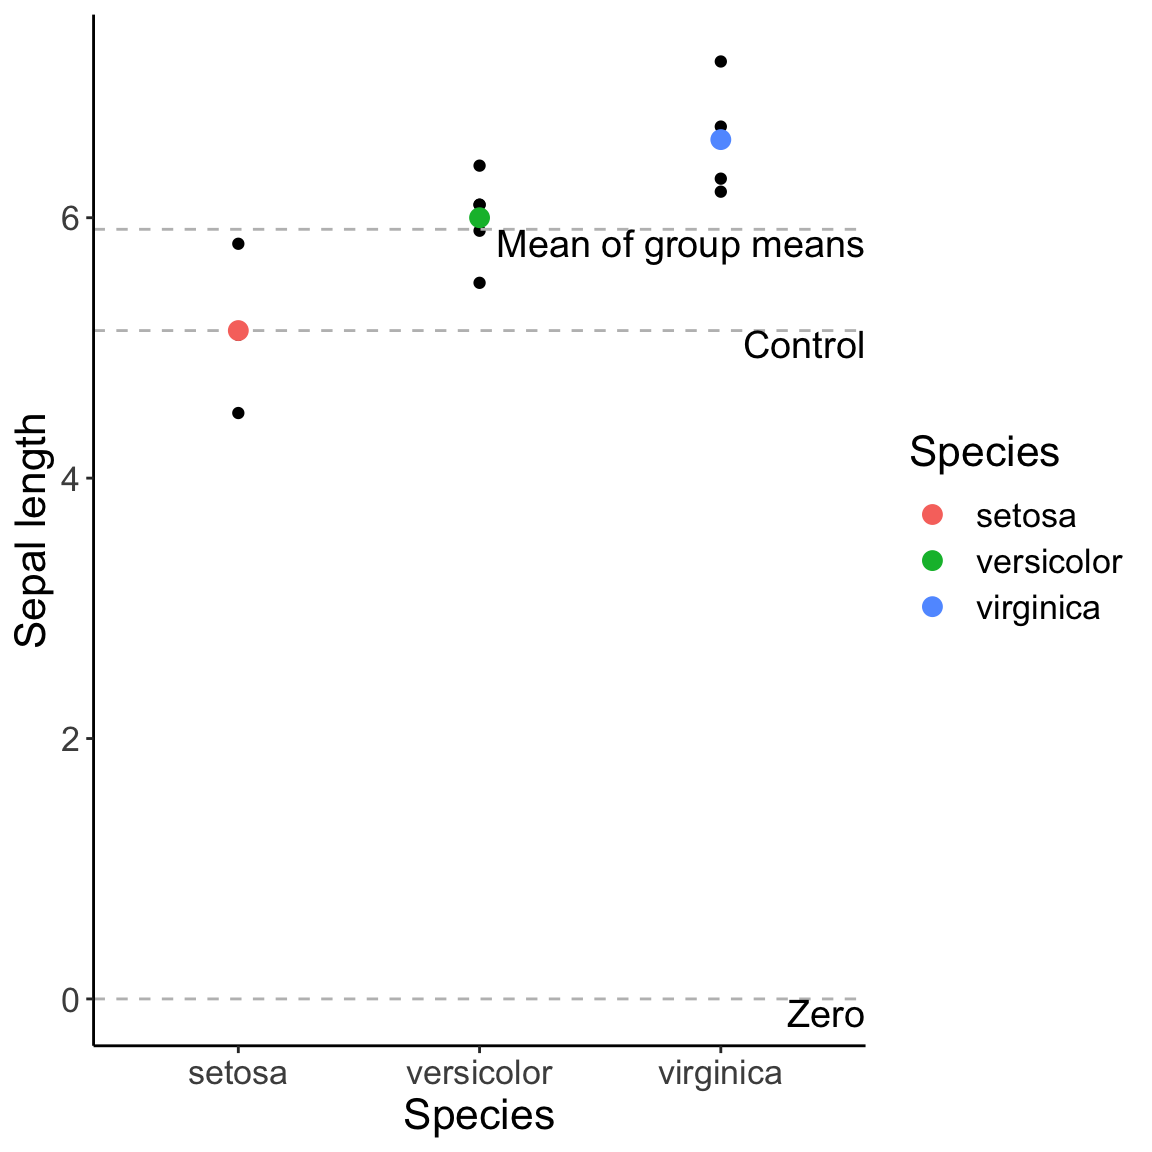 6
4
2
0
Sepal length
Mean of group means
Control
Zero
setosa
versicolor
virginica
Species
Species
setosa
versicolor
virginica